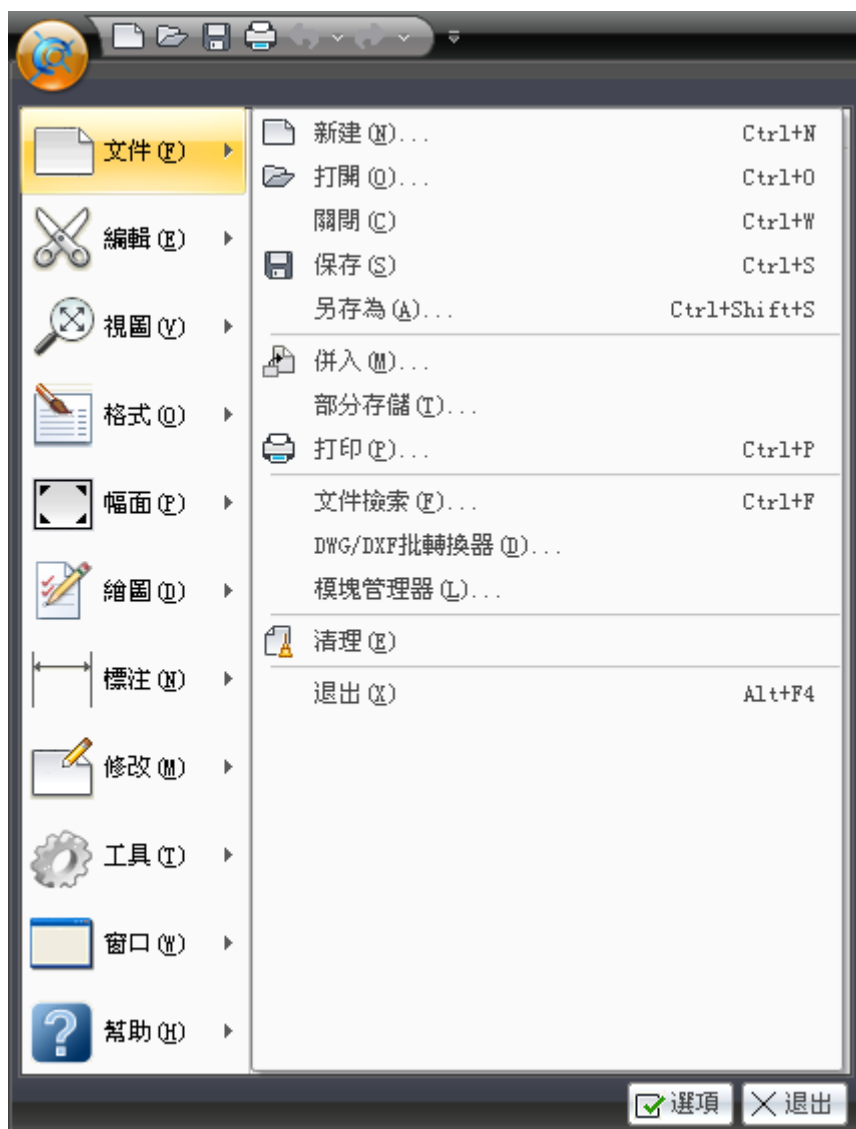 文件(F)
編輯(E)
視圖(V)
格式(O)
幅面(P)
繪圖(D)
標注(N)
修改(M)
工具(T)
窗口(W)
幫助(H)
新建(N)... Ctrl+N
打開(O)... Ctrl+O
關閉(C) Ctrl+W
保存(S) Ctrl+S
另存為(A)... Ctrl+Shift+S
併入(M)...
部分存儲(T)...
打印(P)... Ctrl+P
文件檢索(F)... Ctrl+F
DWG/DXF批轉換器(D)...
模塊管理器(L)...
清理(E)
退出(X) Alt+F4
選項
退出